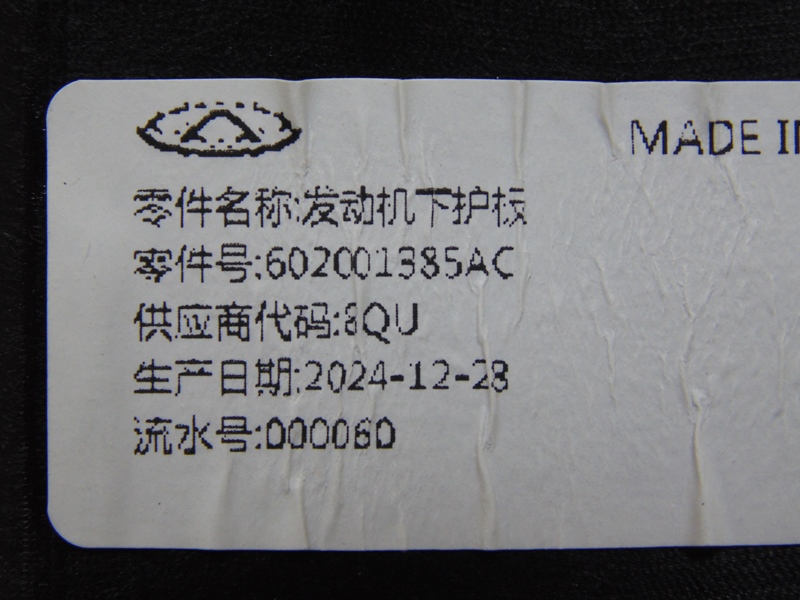 MADE IN
零件名称:发动机下护板
零件号:602001385AC
供应商代码:8QU
生产日期:2024-12-28
流水号:000060